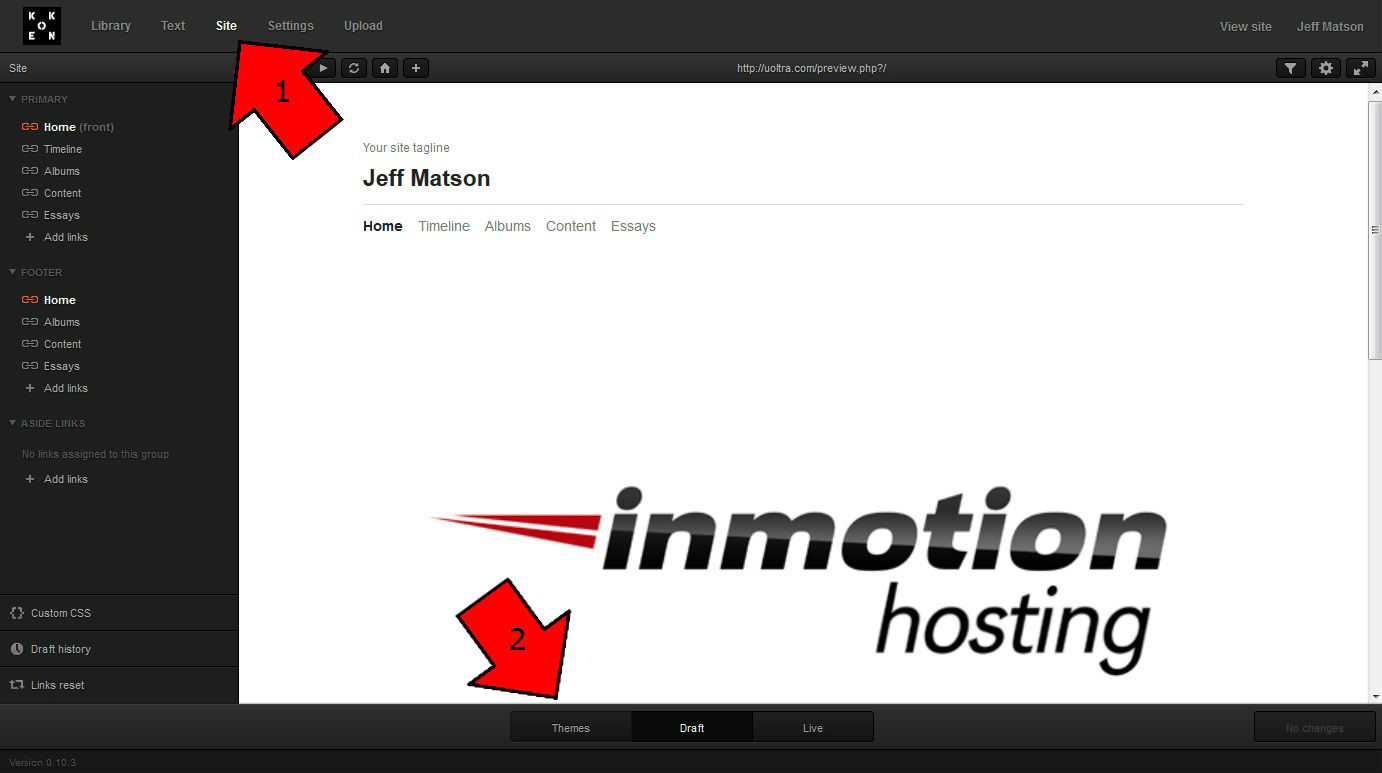 K K
O
E N
Library Text Site Settings Upload
View site Jeff Matson
Site
http://uoltra.com/preview.php?/
1
PRIMARY
Home (front)
Timeline
Albums
Content
Essays
Add links
FOOTER
Home
Albums
Content
Essays
Add links
ASIDE LINKS
No links assigned to this group
Add links
Custom CSS
Draft history
Links reset
Your site tagline
Jeff Matson
Home Timeline Albums Content Essays
inmotion
hosting
2
Themes Draft Live
No changes
Version 0.10.3